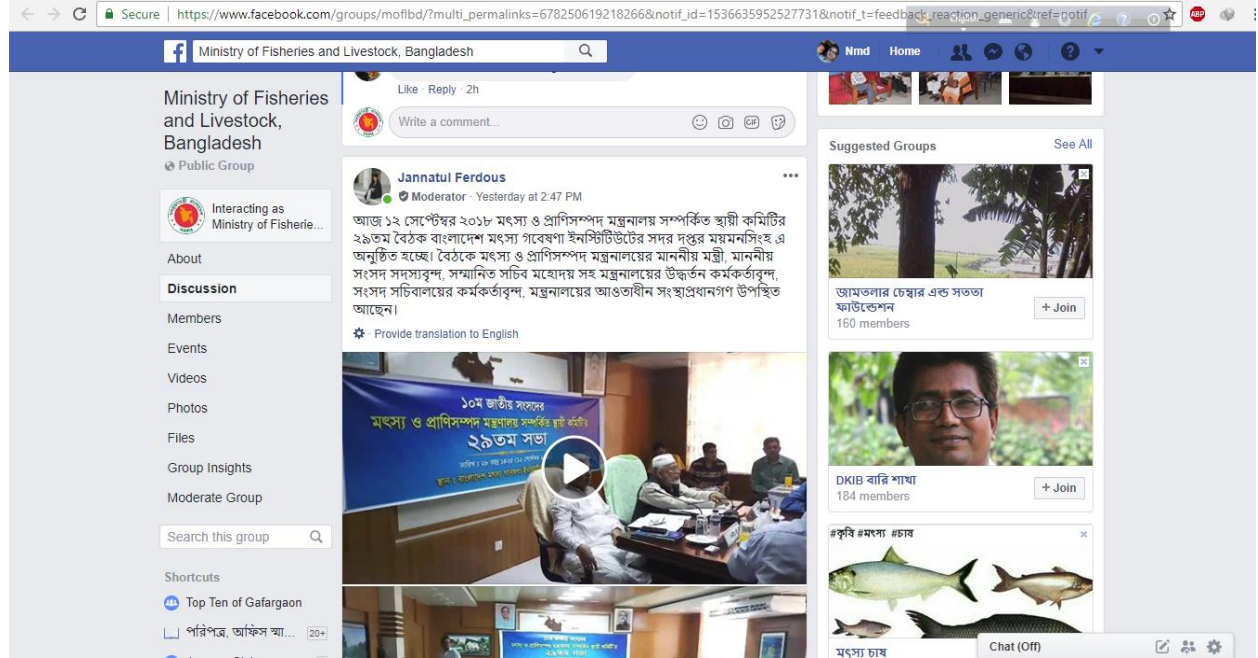 Secure | https://www.facebook.com/groups/moflbd/?multi_permalinks=678250619218266&notif_id=1536635952527731&notif_t=feedback_reaction_generic&ref=notif
ABP
Ministry of Fisheries and Livestock, Bangladesh
Nmd
Home
Ministry of Fisheries
and Livestock,
Bangladesh
Public Group
Interacting as
Ministry of Fisherie...
About
Discussion
Members
Events
Videos
Photos
Files
Group Insights
Moderate Group
Search this group
Shortcuts
Top Ten of Gafargaon
পরিপত্র, অফিস স্মা...
20+
Like · Reply · 2h
Write a comment...
GIF
Jannatul Ferdous
Moderator · Yesterday at 2:47 PM
আজ ১২ সেপ্টেম্বর ২০১৮ মৎস্য ও প্রাণিসম্পদ মন্ত্রনালয় সম্পর্কিত স্থায়ী কমিটির
২৯তম বৈঠক বাংলাদেশ মৎস্য গবেষণা ইনস্টিটিউটের সদর দপ্তর ময়মনসিংহ এ
অনুষ্ঠিত হচ্ছে। বৈঠকে মৎস্য ও প্রাণিসম্পদ মন্ত্রনালয়ের মাননীয় মন্ত্রী, মাননীয়
সংসদ সদস্যবৃন্দ, সম্মানিত সচিব মহোদয় সহ মন্ত্রনালয়ের উদ্ধর্তন কর্মকর্তাবৃন্দ,
সংসদ সচিবালয়ের কর্মকর্তাবৃন্দ, মন্ত্রনালয়ের আওতাধীন সংস্থাপ্রধানগণ উপস্থিত
আছেন।
Provide translation to English
১০ম জাতীয় সংসদের
মৎস্য ও প্রাণিসম্পদ মন্ত্রণালয় সম্পর্কিত স্থায়ী কমিটির
২৯তম সভা
Suggested Groups
See All
জামতলার চেম্বার এন্ড সততা
ফাউন্ডেশন
160 members
+ Join
DKIB বারি শাখা
184 members
+ Join
#কৃষি #মৎস্য #চাষ
মৎস্য চাষ
Chat (Off)